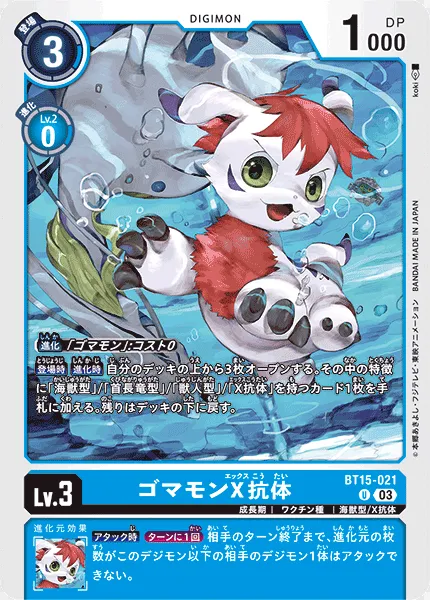 DIGIMON
登場
3
進化
Lv.2
0
1000
DP
koki
©本郷あきよし・フジテレビ・東映アニメーション BANDAI MADE IN JAPAN
進化 「ゴマモン」:コスト0
登場時 進化時 自分のデッキの上から3枚オープンする。その中の特徴
に「海獣型」/「首長竜型」/「獣人型」/「X抗体」を持つカード1枚を手
札に加える。残りはデッキの下に戻す。
Lv.3
ゴマモンX抗体
エックス こう たい
BT15-021
U 03
成長期 | ワクチン種 | 海獣型/X抗体
進化元効果
アタック時 ターンに1回 相手のターン終了まで、進化元の枚
数がこのデジモン以下の相手のデジモン1体はアタックで
きない。